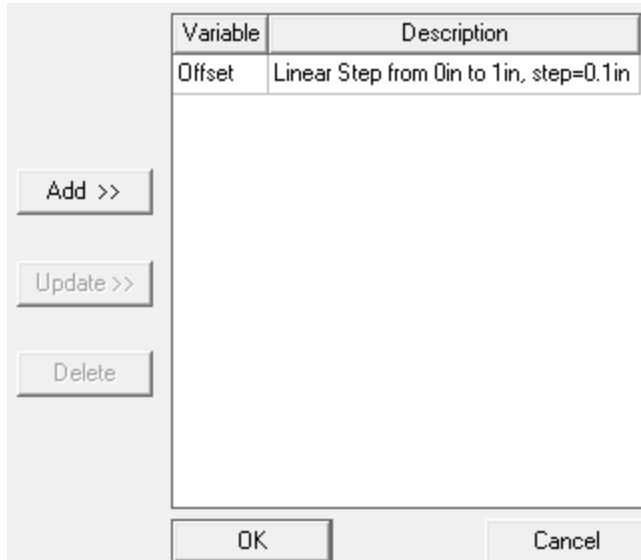 Variable Description
Offset Linear Step from 0in to 1in, step=0.1in
Add >>
Update >>
Delete
OK Cancel